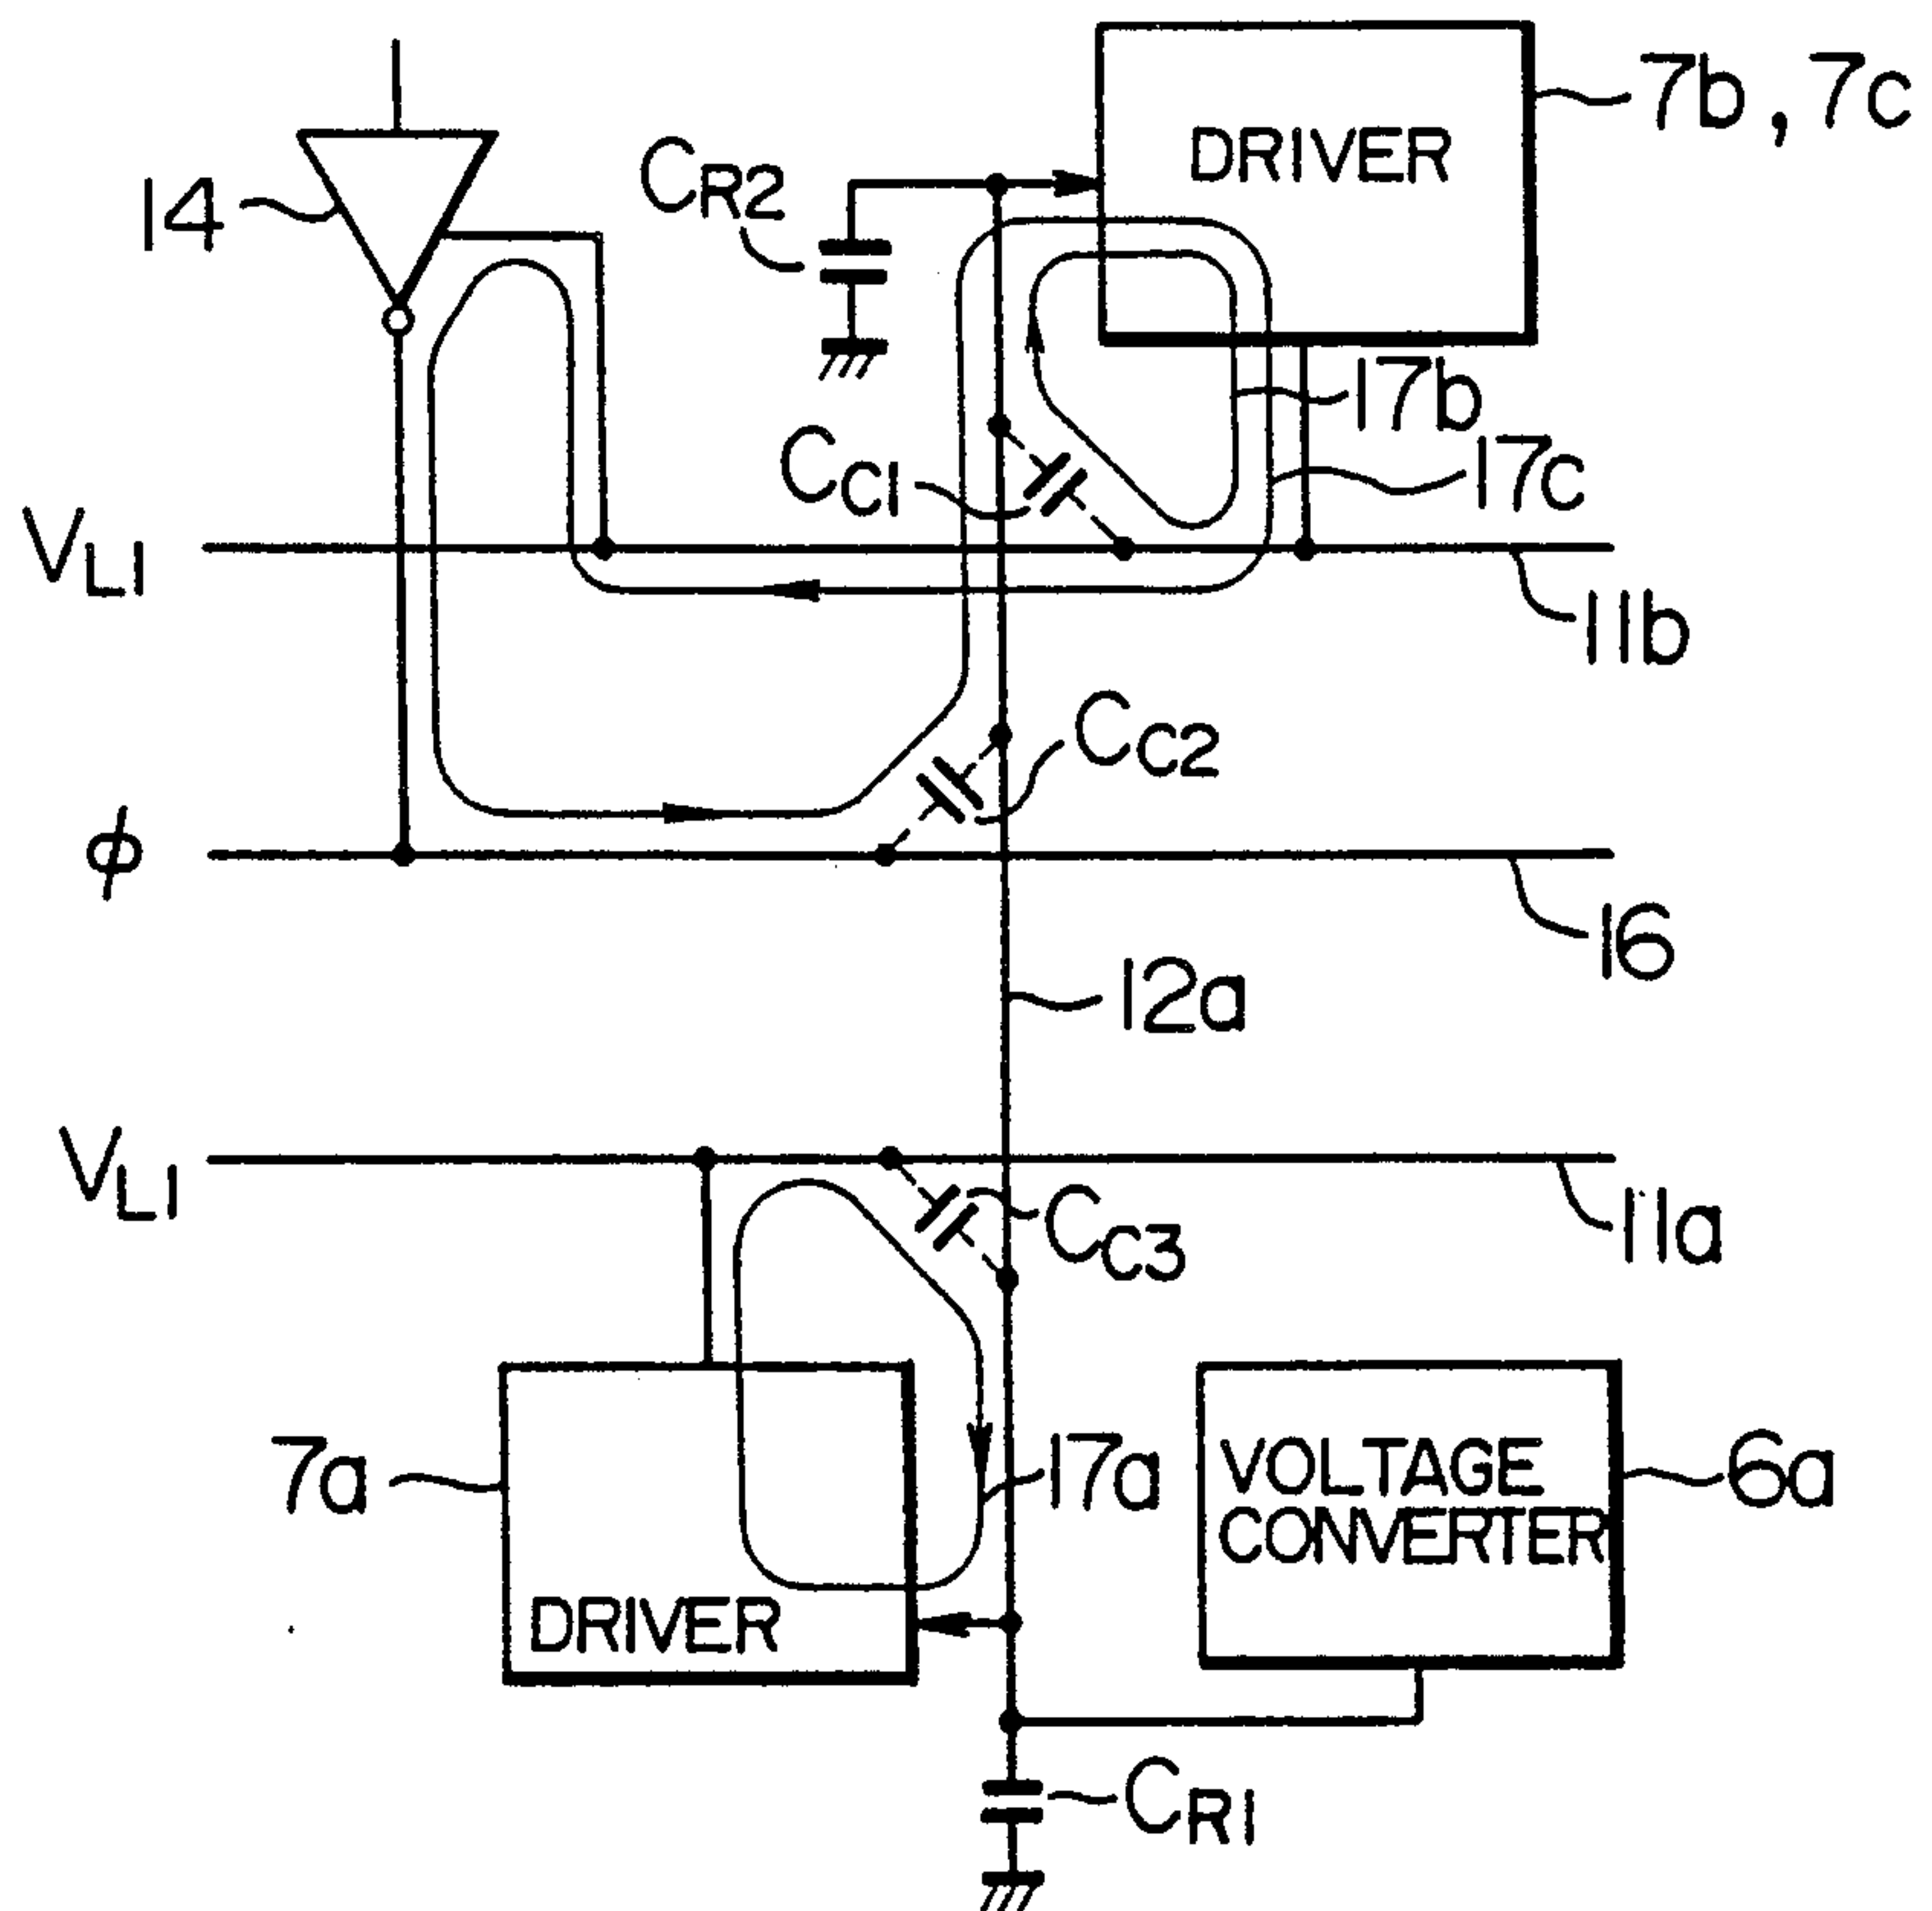 7b, 7c
DRIVER
CR2
14
17b
17c
CC1
VL1
11b
CC2
ϕ
16
12a
VL1
11a
CC3
7a
17a
VOLTAGE
CONVERTER
6a
DRIVER
CR1